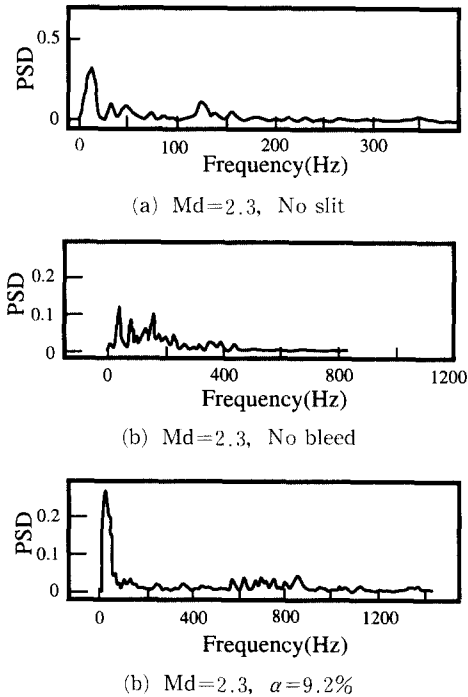 PSD
0.5
0
0 100 200 300
Frequency(Hz)
(a) Md=2.3, No slit
PSD
0.2
0.1
0
0 400 800 1200
Frequency(Hz)
(b) Md=2.3, No bleed
PSD
0.2
0.1
0
0 400 800 1200
Frequency(Hz)
(b) Md=2.3, α=9.2%